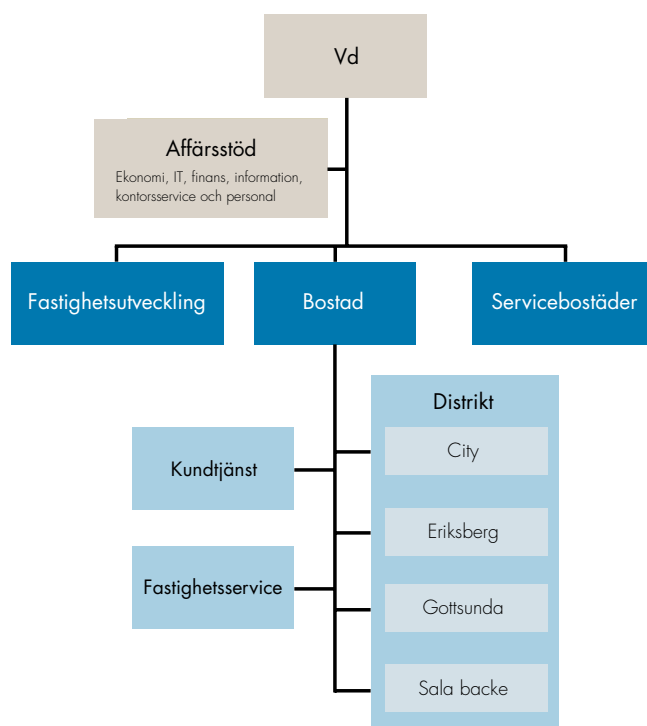 Vd
Affärsstöd
Ekonomi, IT, finans, information,
kontorsservice och personal
Fastighetsutveckling
Bostad
Servicebostäder
Distrikt
City
Kundtjänst
Eriksberg
Fastighetsservice
Gottsunda
Sala backe